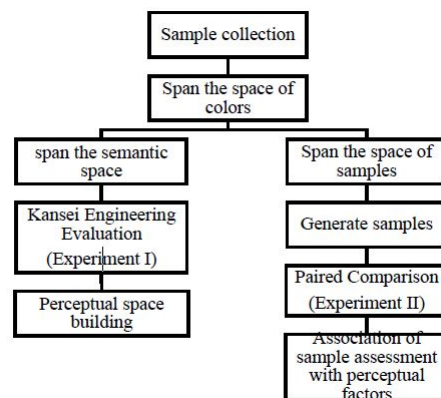 Sample collection
Span the space of
colors
span the semantic
space
Kansei Engineering
Evaluation
(Experiment I)
Perceptual space
building
Span the space of
samples
Generate samples
Paired Comparison
(Experiment II)
Association of
sample assessment
with perceptual
factors